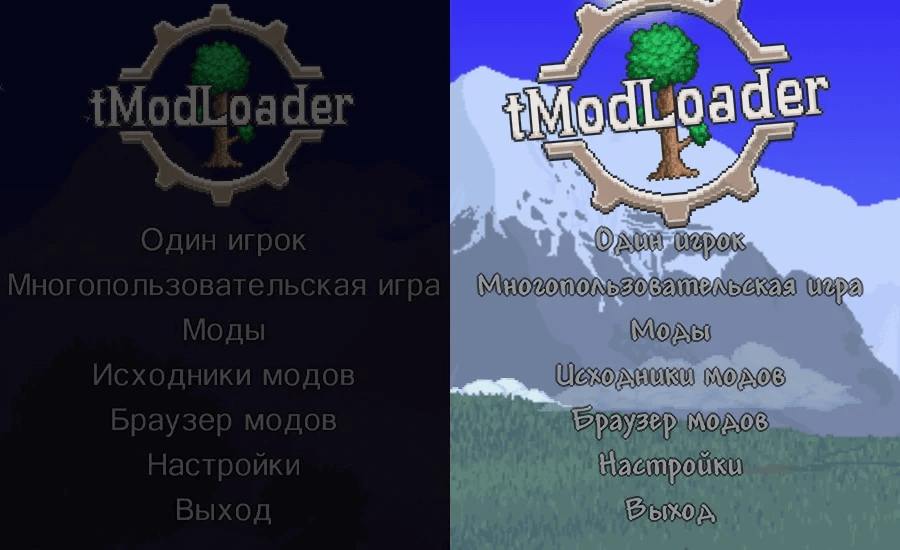 tModLoader
Один игрок
Многопользовательская игра
Моды
Исходники модов
Браузер модов
Настройки
Выход
tModLoader
Один игрок
Многопользовательская игра
Моды
Исходники модов
Браузер модов
Настройки
Выход